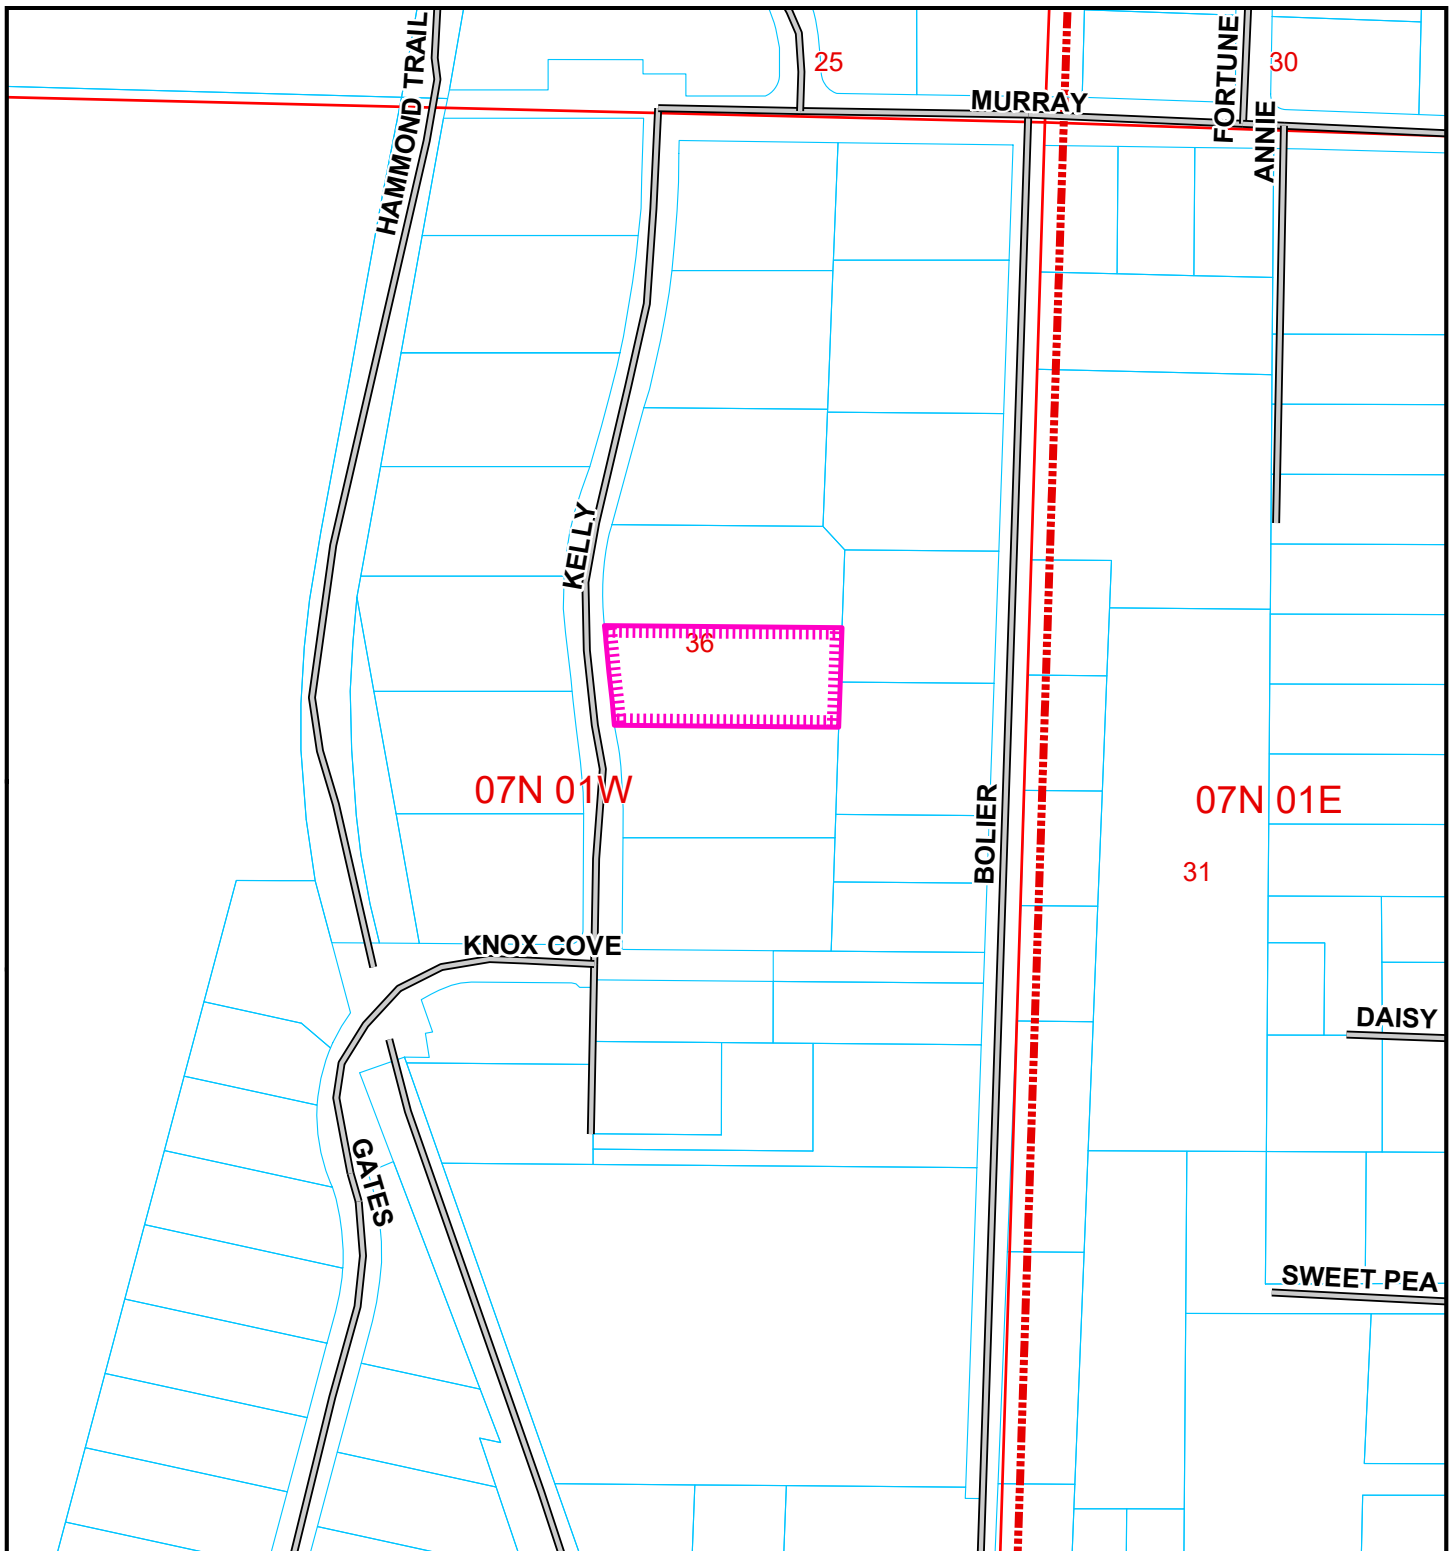 HAMMOND TRAIL
25
FORTUNE
30
MURRAY
ANNIE
KELLY
36
07N 01W
07N 01E
BOLIER
31
KNOX COVE
DAISY
GATES
SWEET PEA